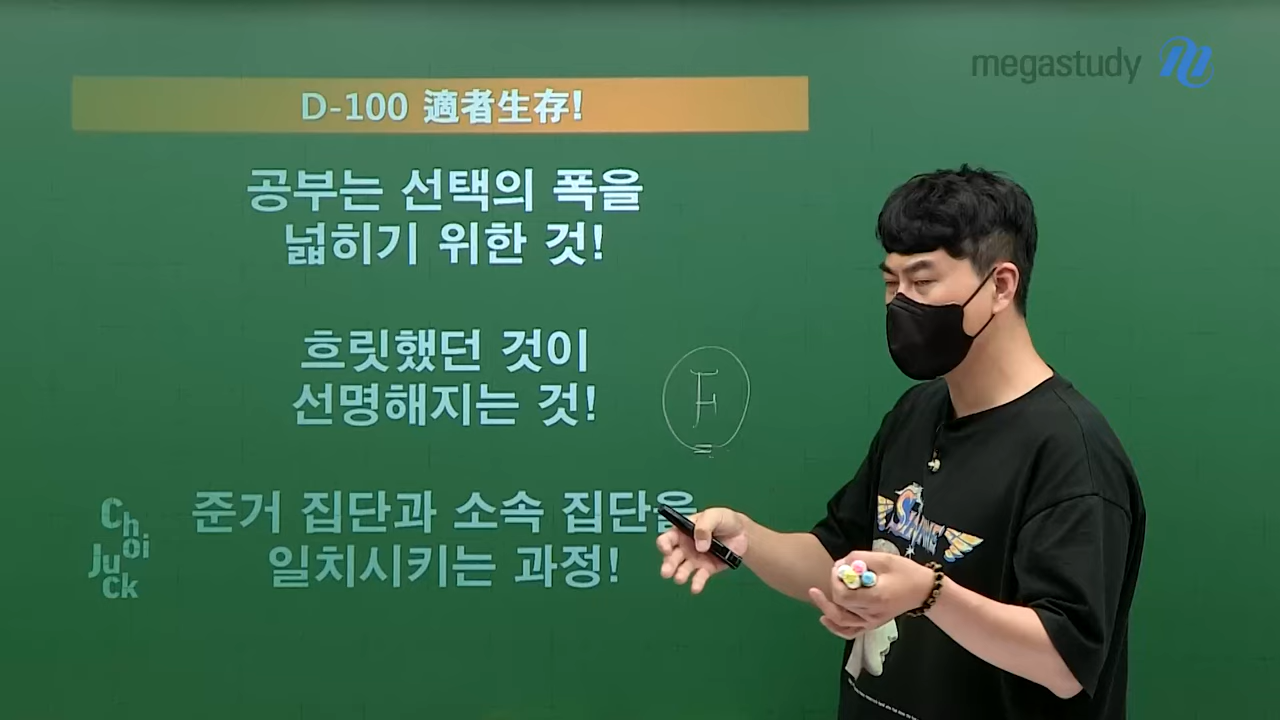 megastudy
D-100 適者生存!
공부는 선택의 폭을
넓히기 위한 것!
흐릿했던 것이
선명해지는 것!
준거 집단과 소속 집단을
일치시키는 과정!
Choi
Juck